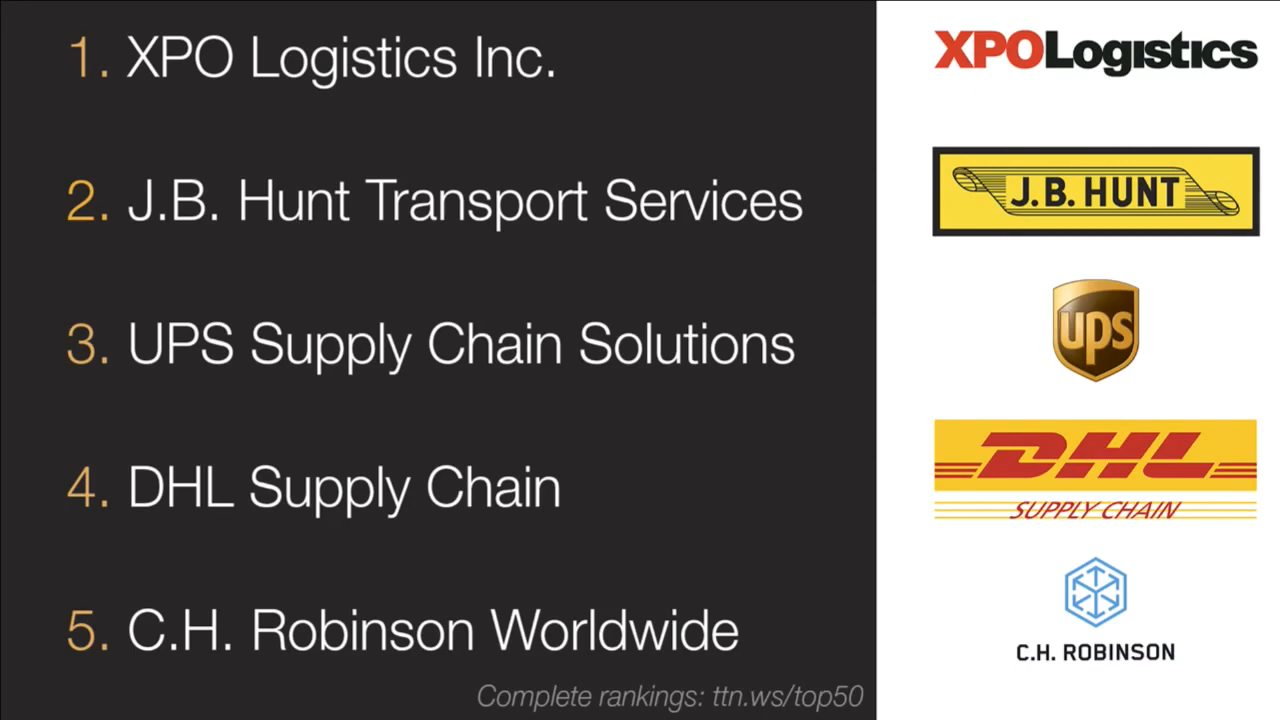 1. XPO Logistics Inc.
XPOLogistics
2. J.B. Hunt Transport Services
J.B. HUNT
3. UPS Supply Chain Solutions
ups
4. DHL Supply Chain
DHL
SUPPLY CHAIN
5. C.H. Robinson Worldwide
C.H. ROBINSON
Complete rankings: ttn.ws/top50